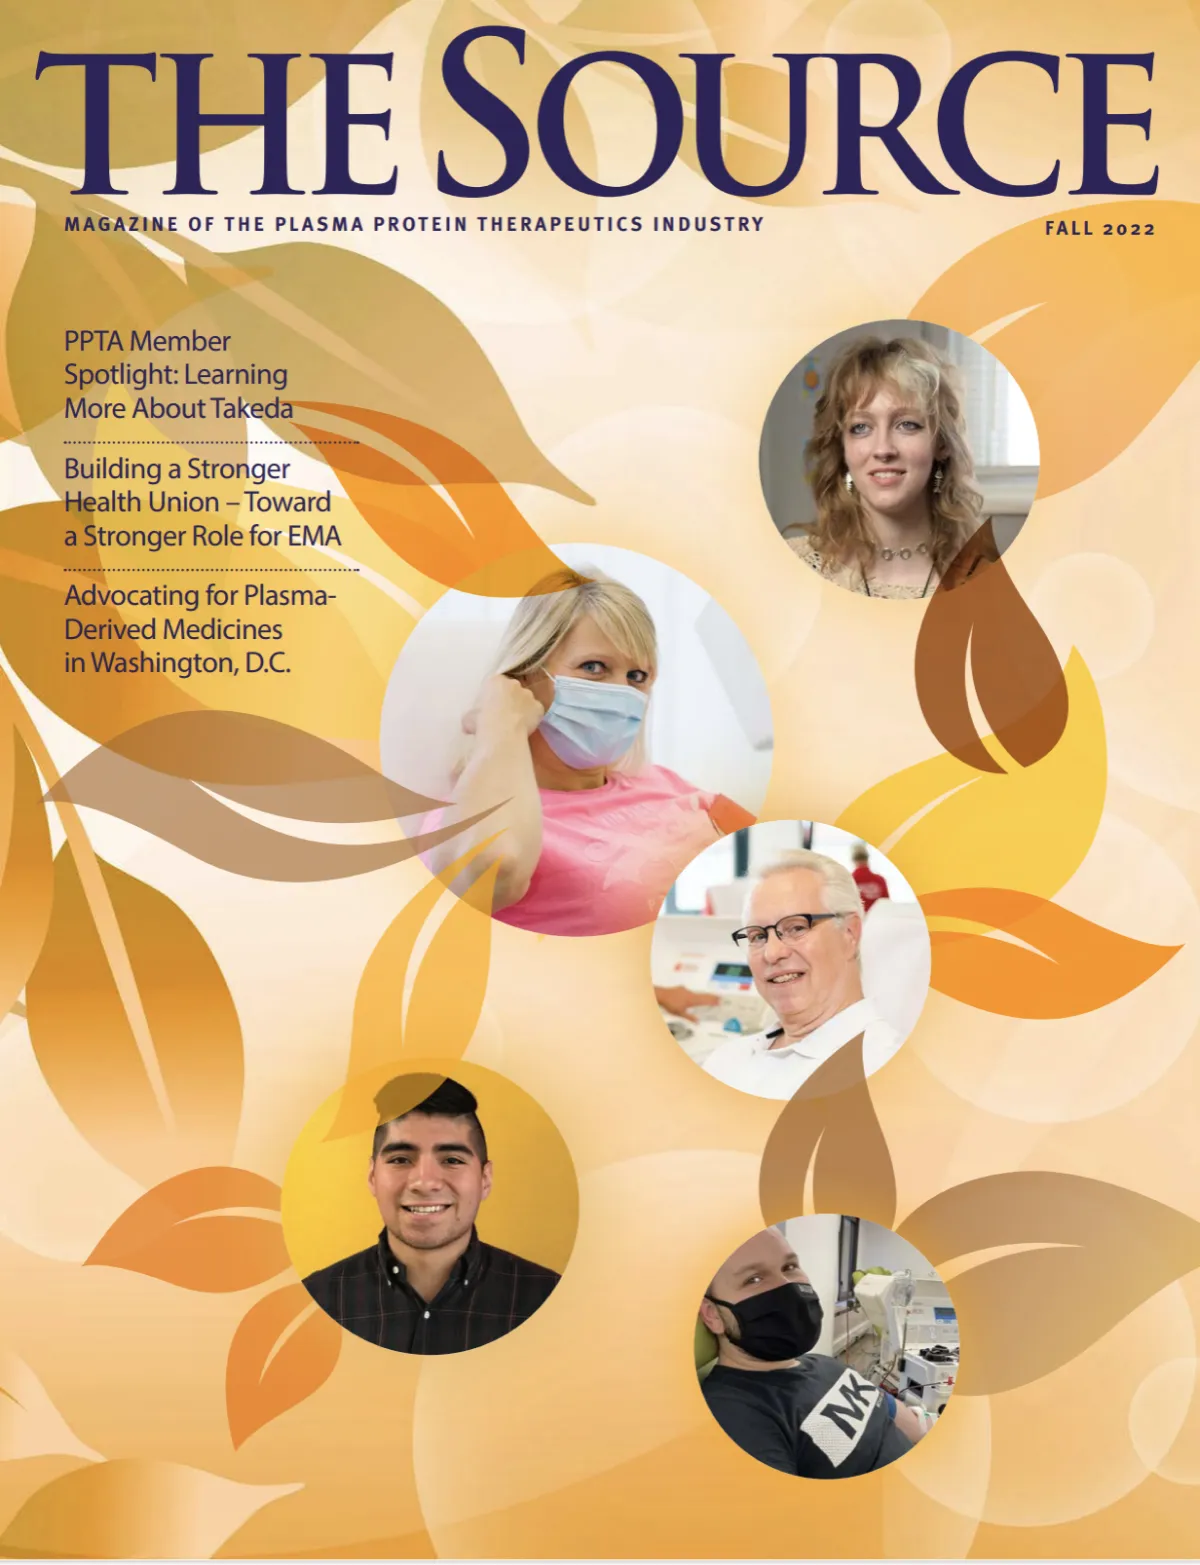 THE SOURCE
MAGAZINE OF THE PLASMA PROTEIN THERAPEUTICS INDUSTRY
FALL 2022
PPTA Member
Spotlight: Learning
More About Takeda
Building a Stronger
Health Union – Toward
a Stronger Role for EMA
Advocating for Plasma-
Derived Medicines
in Washington, D.C.
MK